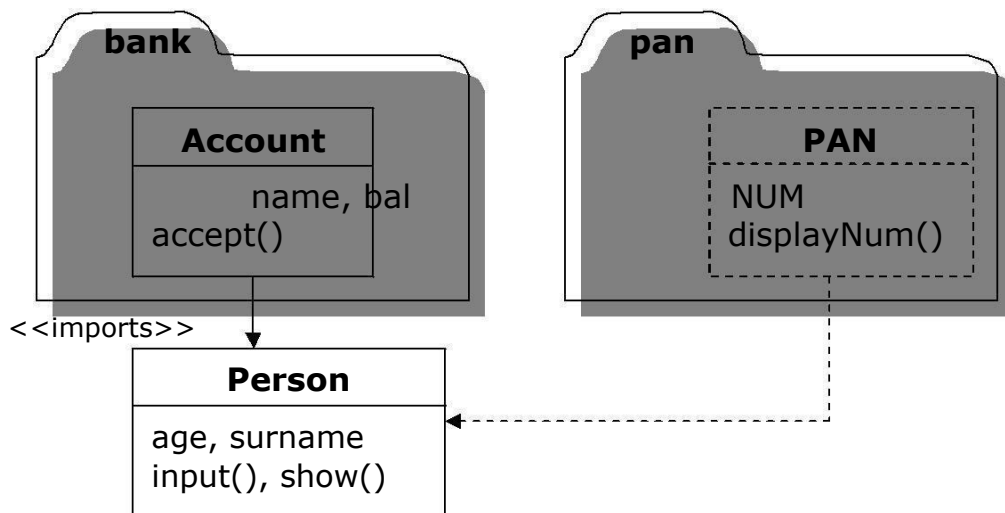 bank
Account
name, bal
accept()
pan
PAN
NUM
displayNum()
<<imports>>
Person
age, surname
input(), show()